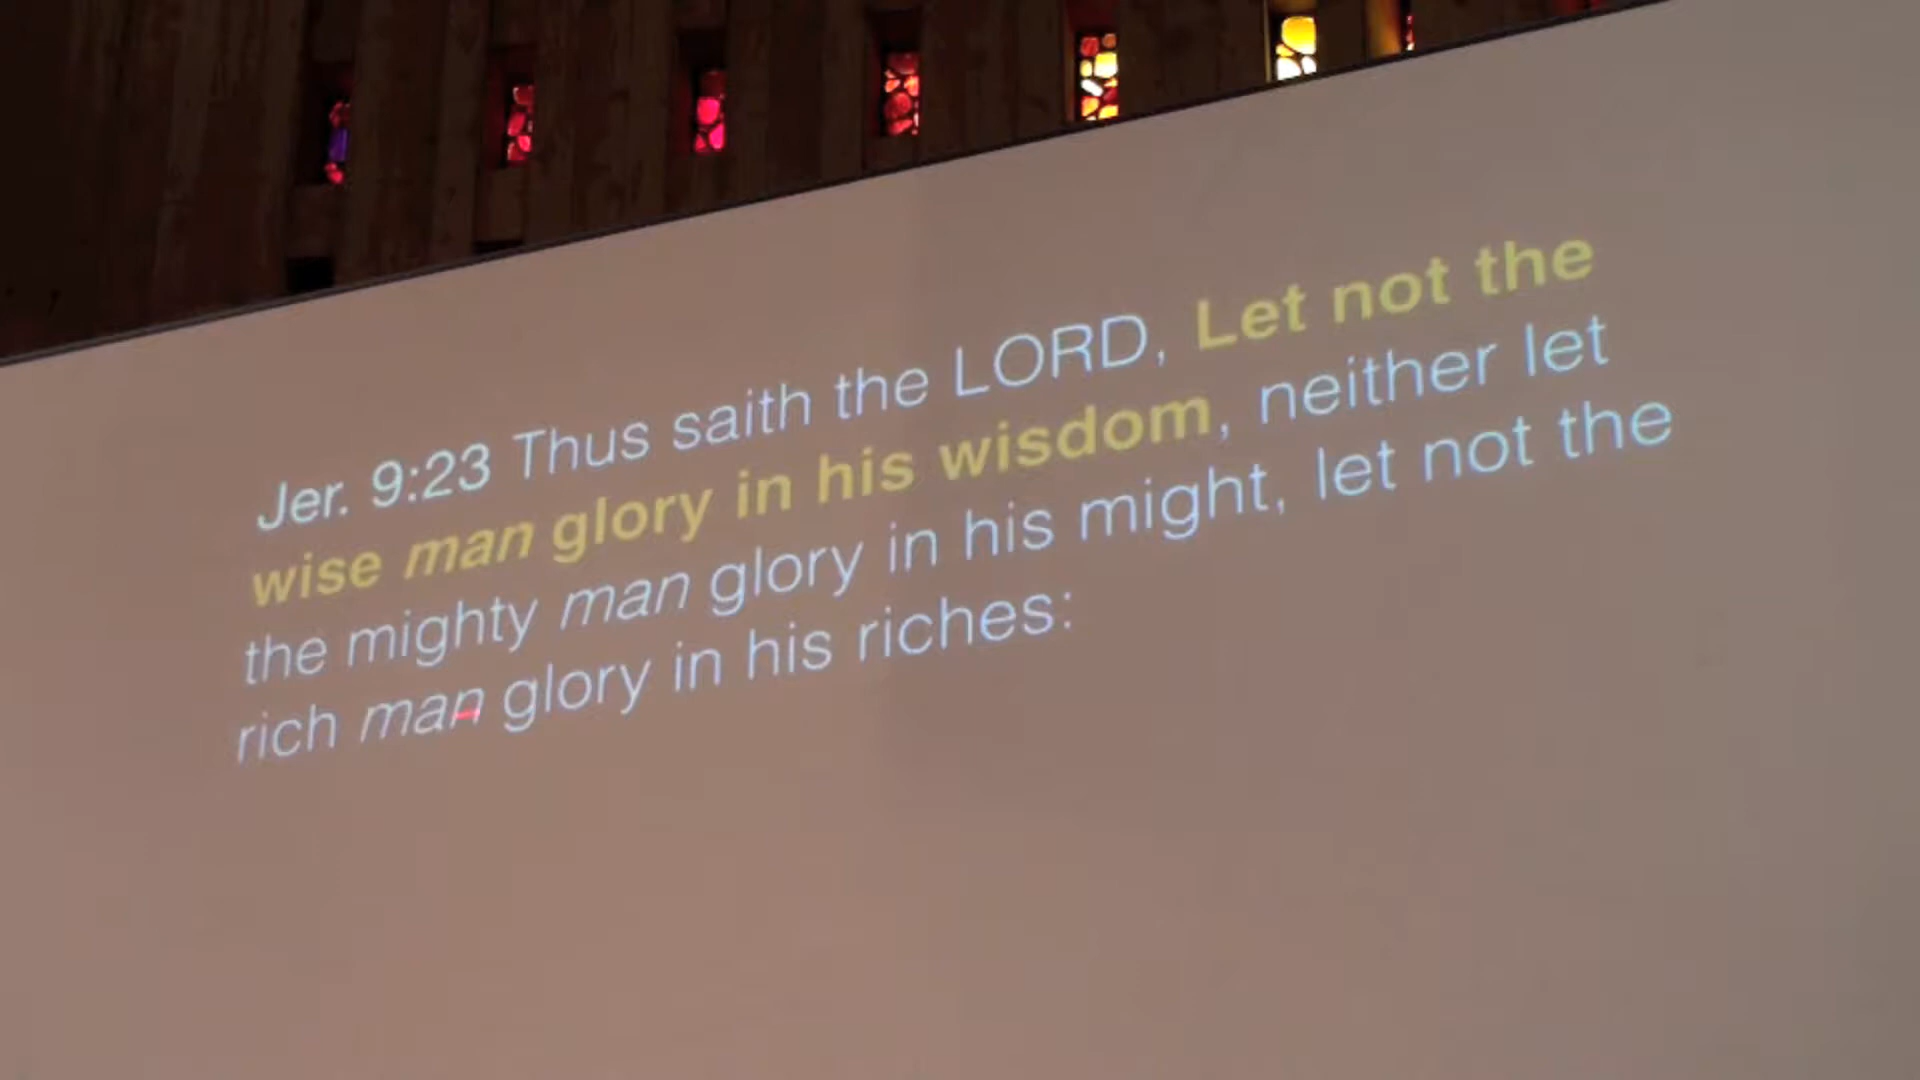 Jer. 9:23 Thus saith the LORD, Let not the
wise man glory in his wisdom, neither let
the mighty man glory in his might, let not the
rich man glory in his riches: